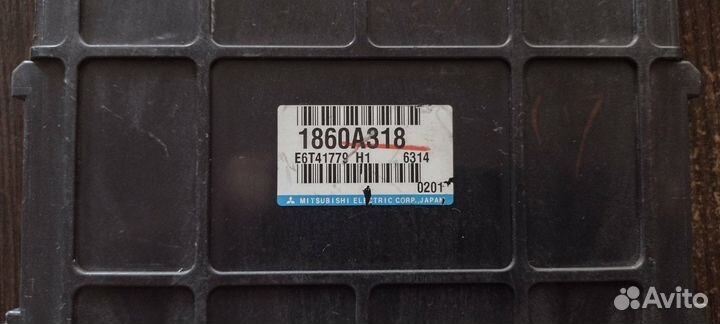 1860A318
E6T41779 H1 6314
0201
MITSUBISHI ELECTRIC CORP.,JAPAN
Avito